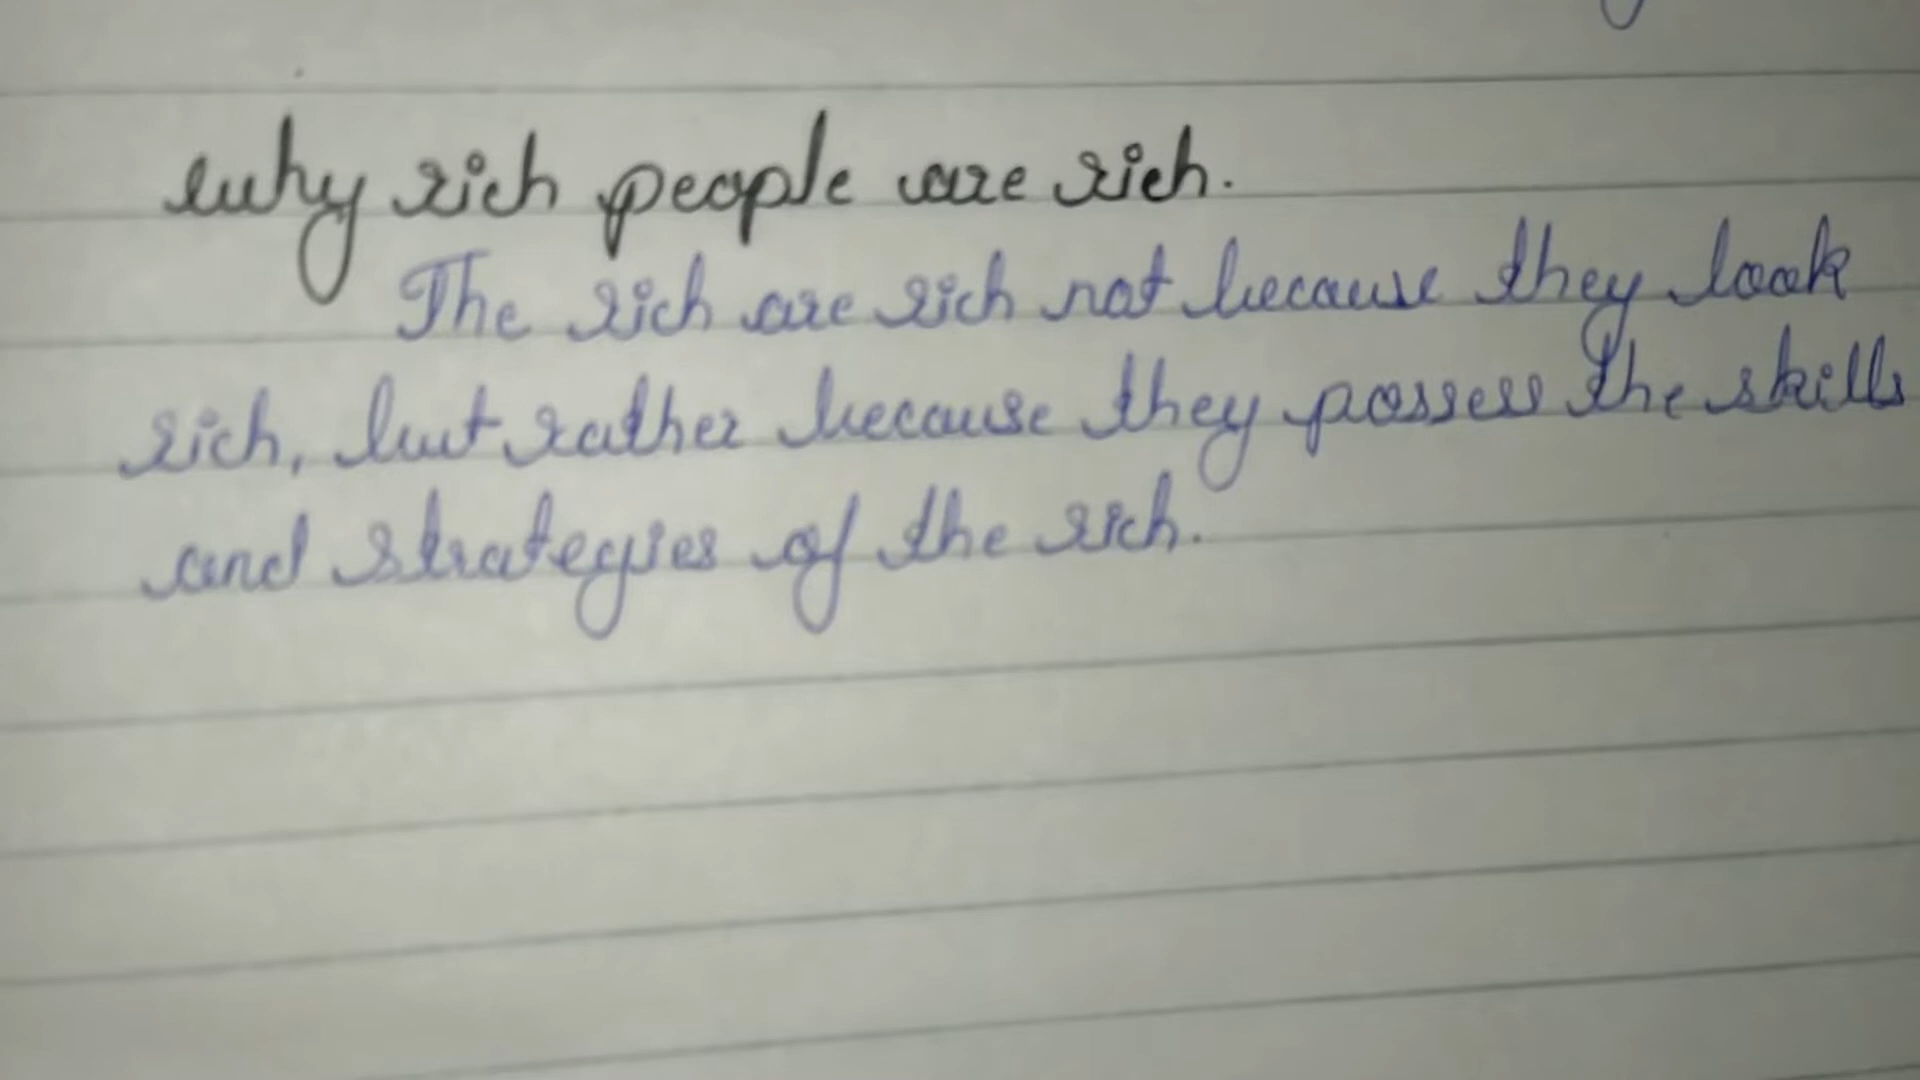 why rich people are rich.
The rich are rich not because they look
rich, but rather because they possess the skills
and strategies of the rich.